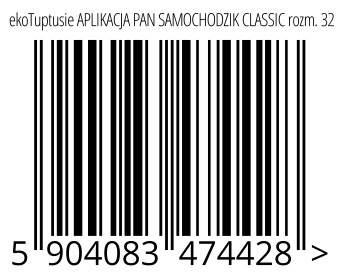 ekoTuptusie APLIKACJA PAN SAMOCHODZIK CLASSIC rozm. 32
5 904083 474428 >